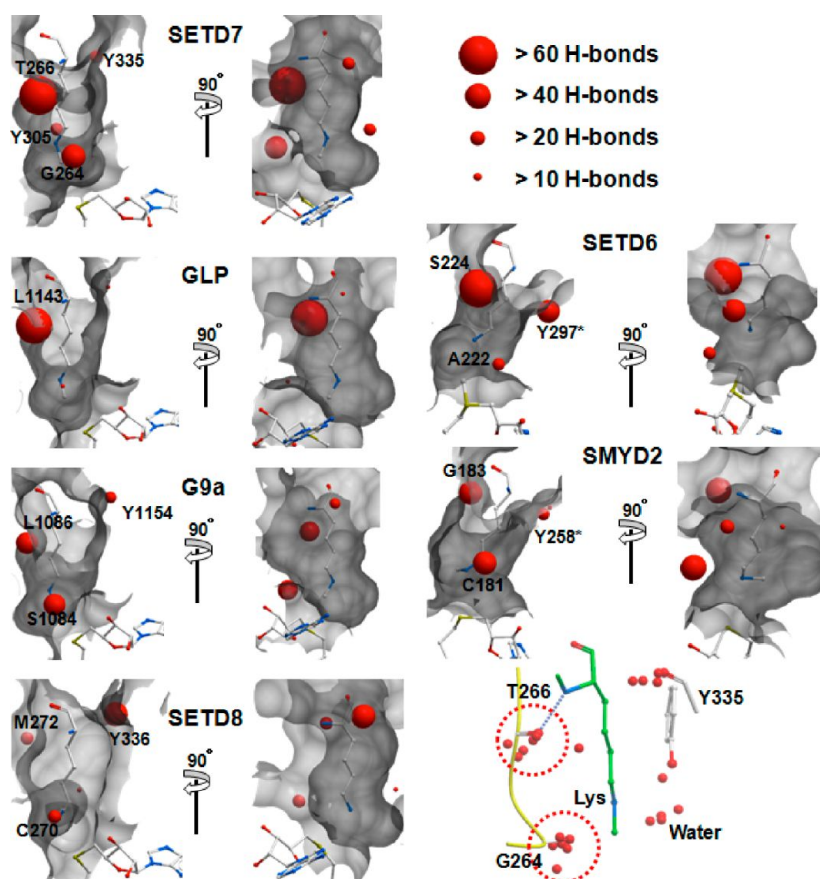 SETD7
T266
Y335
90°
Y305
G264
> 60 H-bonds
> 40 H-bonds
> 20 H-bonds
> 10 H-bonds
GLP
L1143
90°
SETD6
S224
Y297*
A222
90°
G9a
L1086
Y1154
90°
S1084
SMYD2
G183
Y258*
C181
90°
SETD8
M272
Y336
90°
C270
T266
Y335
Lys
Water
G264